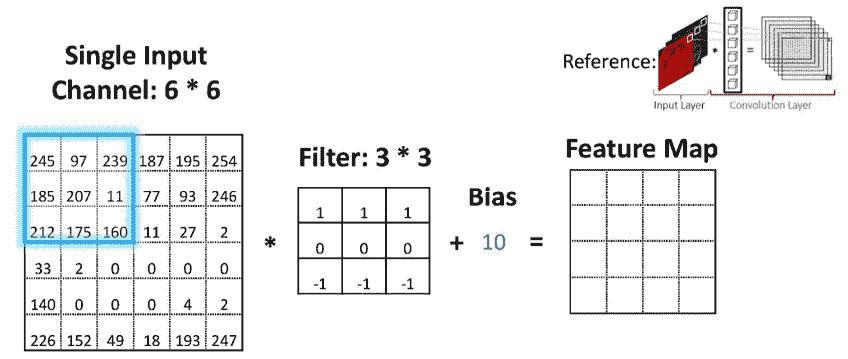 Single Input
Channel: 6 * 6
Reference:
*
=
Input Layer
Convolution Layer
245 97 239 187 195 254
185 207 11 77 93 246
212 175 160 11 27 2
33 2 0 0 0 0
140 0 0 0 4 2
226 152 49 18 193 247
*
Filter: 3 * 3
1 1 1
0 0 0
-1 -1 -1
+
Bias
10
=
Feature Map